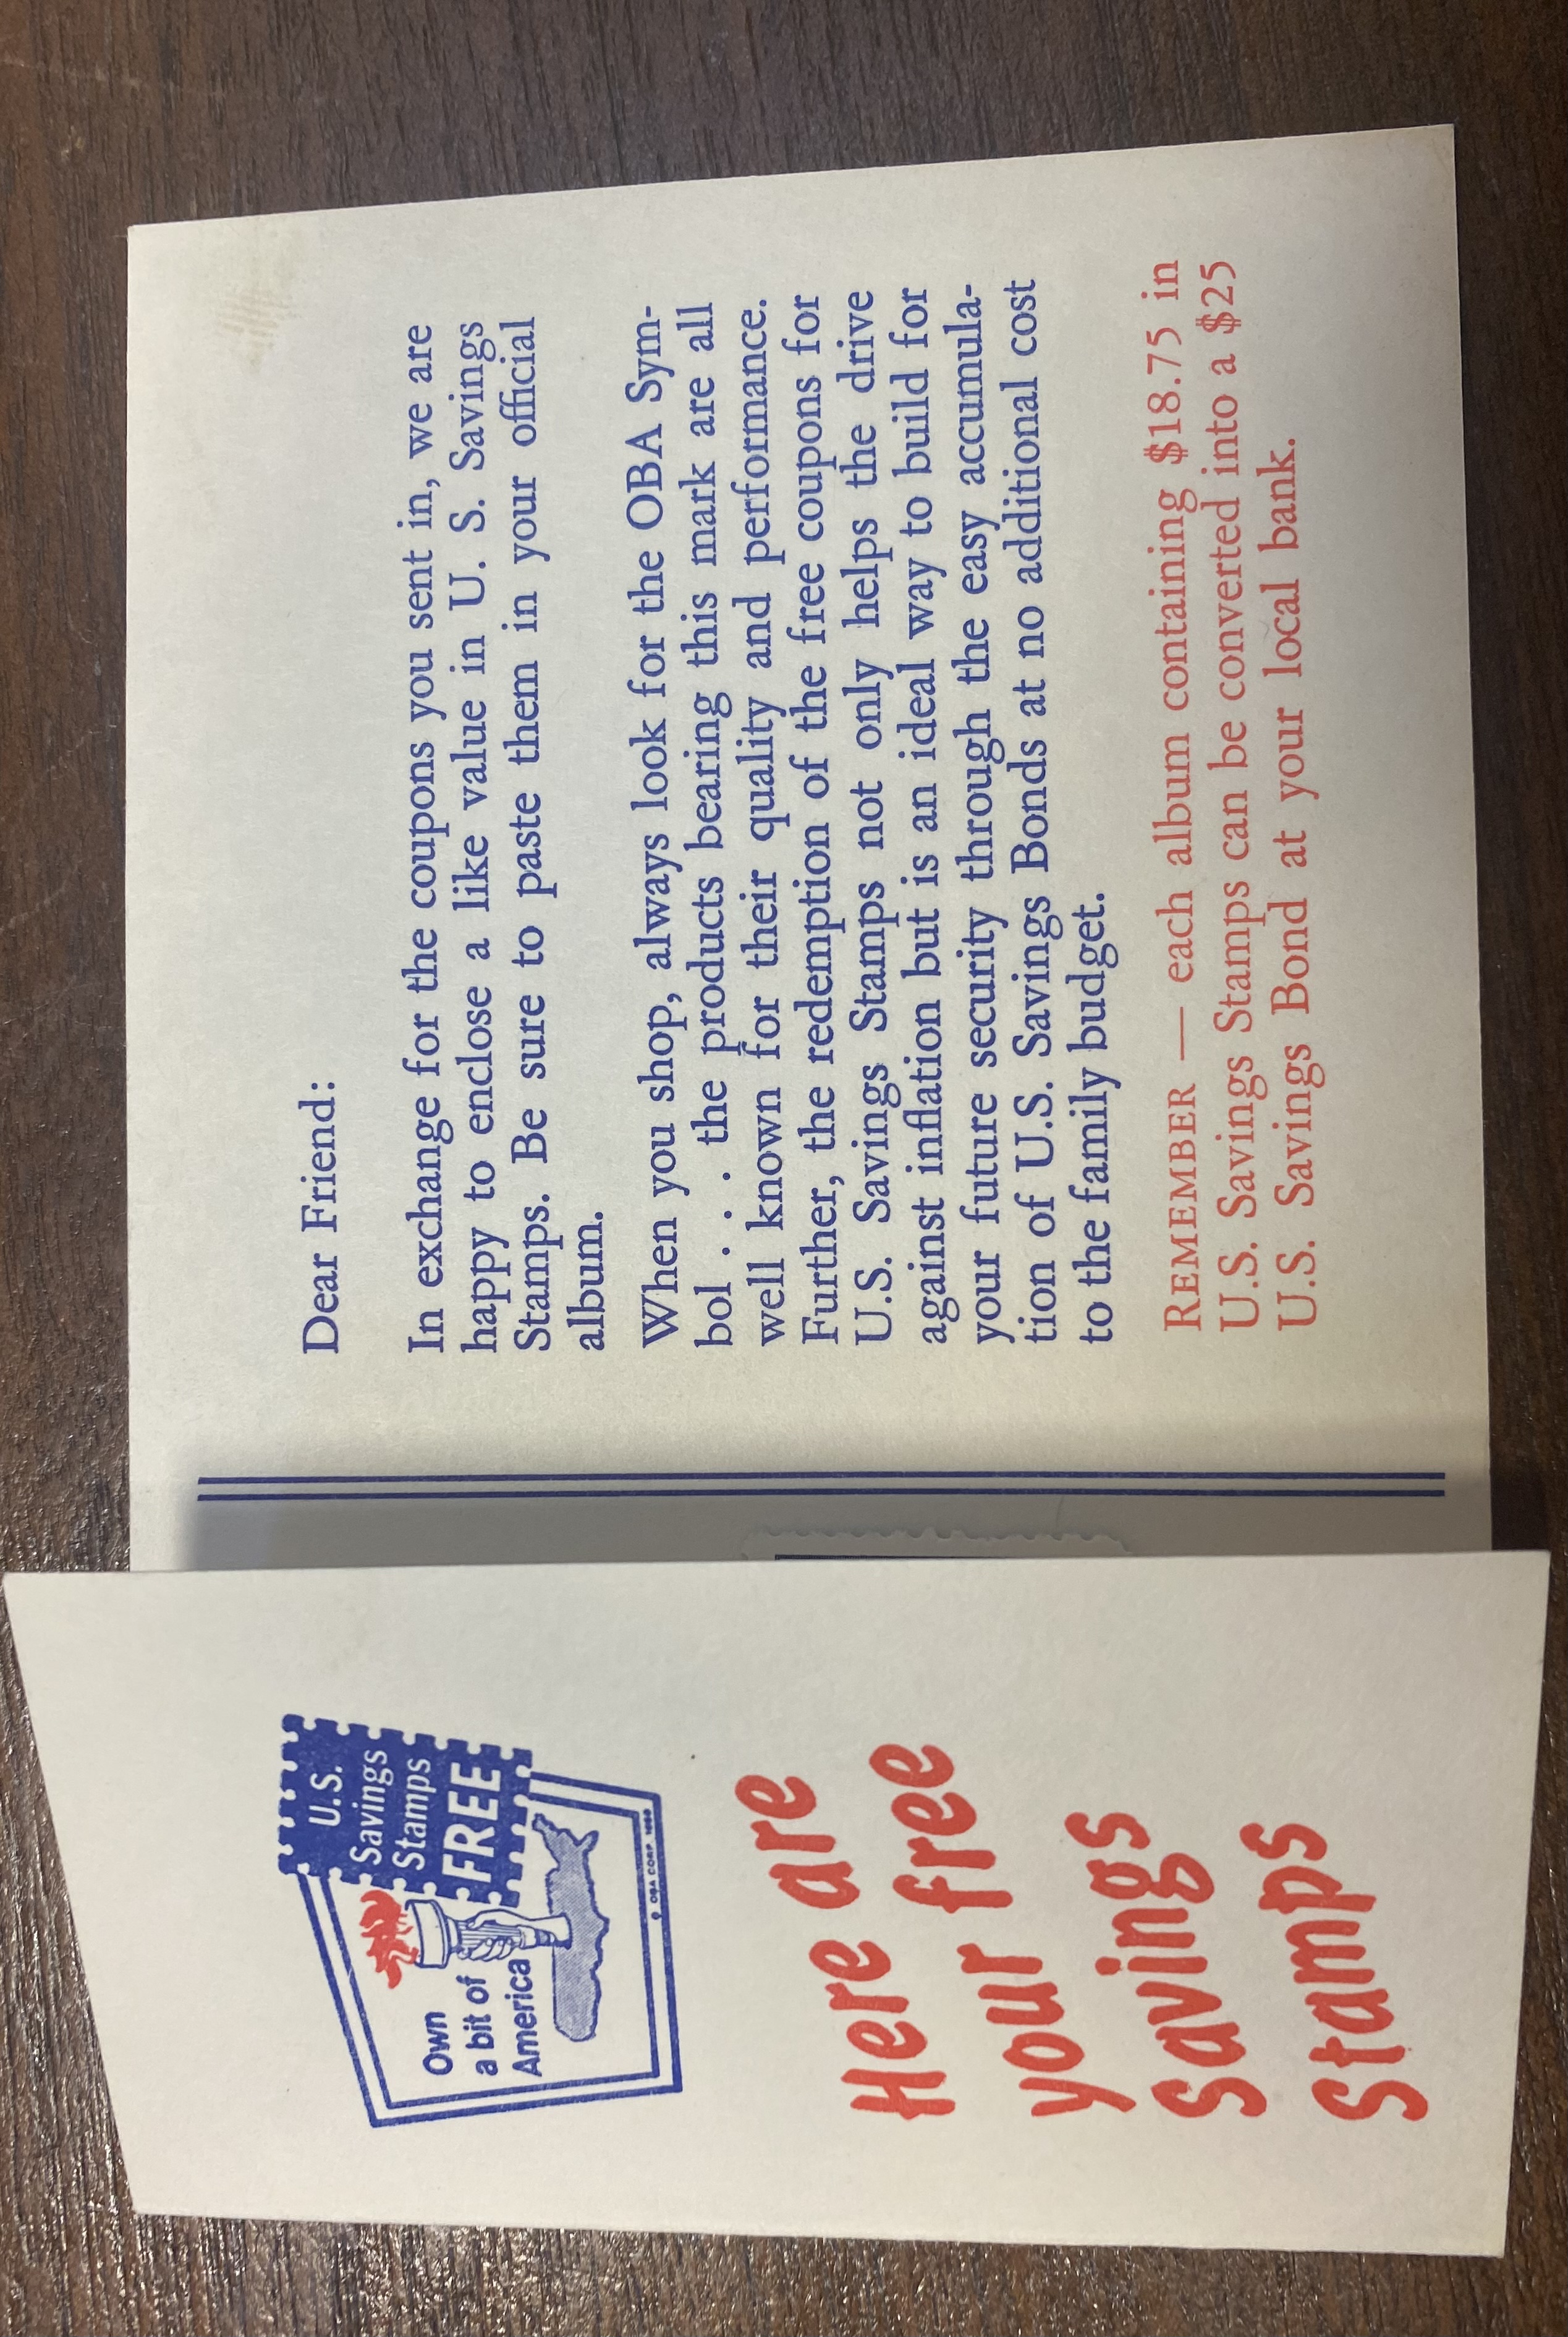 Own
a bit of
America
U.S.
Savings
Stamps
FREE
Here are
your free
savings
stamps
Dear Friend:
In exchange for the coupons you sent in, we are
happy to enclose a like value in U. S. Savings
Stamps. Be sure to paste them in your official
album.
When you shop, always look for the OBA Sym-
bol . . . the products bearing this mark are all
well known for their quality and performance.
Further, the redemption of the free coupons for
U.S. Savings Stamps not only helps the drive
against inflation but is an ideal way to build for
your future security through the easy accumula-
tion of U.S. Savings Bonds at no additional cost
to the family budget.
REMEMBER — each album containing $18.75 in
U.S. Savings Stamps can be converted into a $25
U.S. Savings Bond at your local bank.